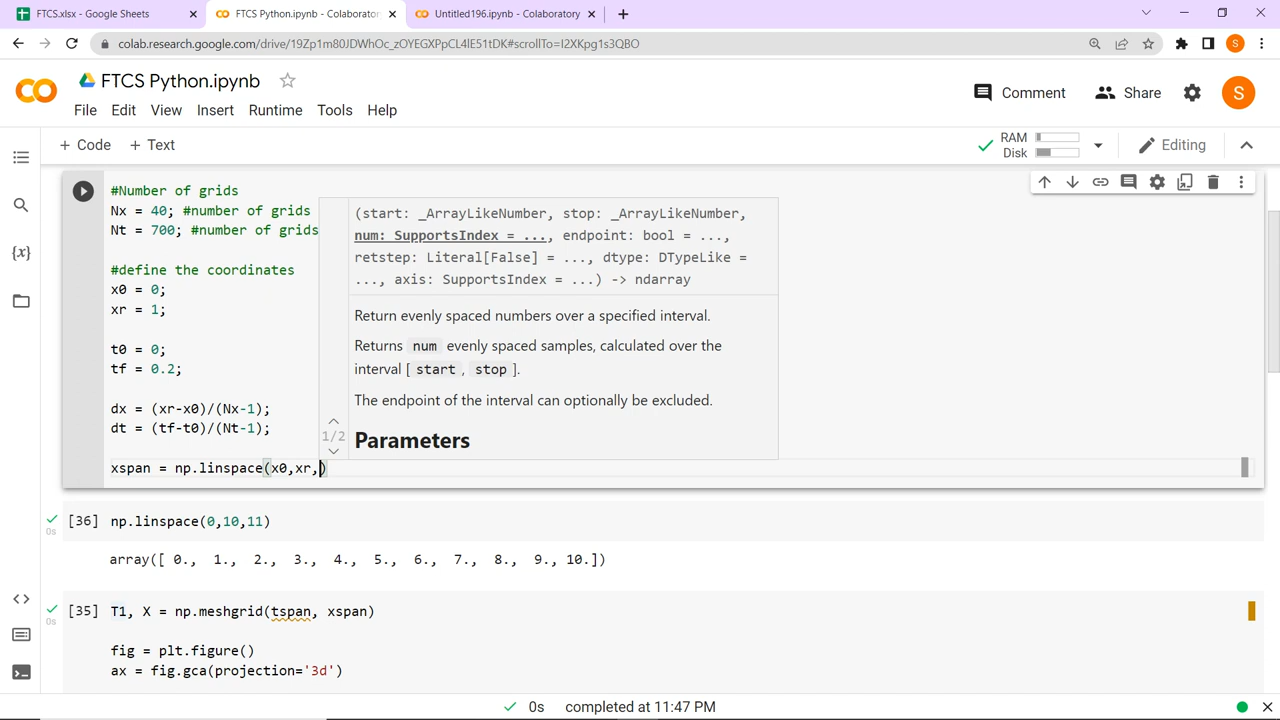 FTCS.xlsx - Google Sheets
FTCS Python.ipynb - Colaborator
Untitled196.ipynb - Colaboratory
colab.research.google.com/drive/19Zp1m80JDWhOc_zOYEGXPpCL4lE51tDK#scrollTo=I2XKpg1s3QBO
S
FTCS Python.ipynb
Comment
Share
S
File Edit View Insert Runtime Tools Help
+ Code + Text
RAM
Disk
Editing
#Number of grids
Nx = 40; #number of grids
Nt = 700; #number of grids
#define the coordinates
x0 = 0;
xr = 1;
t0 = 0;
tf = 0.2;
dx = (xr-x0)/(Nx-1);
dt = (tf-t0)/(Nt-1);
xspan = np.linspace(x0,xr,)
(start: _ArrayLikeNumber, stop: _ArrayLikeNumber,
num: SupportsIndex = ..., endpoint: bool = ...,
retstep: Literal[False] = ..., dtype: DTypeLike =
..., axis: SupportsIndex = ...) -> ndarray
Return evenly spaced numbers over a specified interval.
Returns num evenly spaced samples, calculated over the
interval [ start , stop ].
The endpoint of the interval can optionally be excluded.
1/2
Parameters
{x}
0s
[36] np.linspace(0,10,11)
array([ 0., 1., 2., 3., 4., 5., 6., 7., 8., 9., 10.])
0s
[35] T1, X = np.meshgrid(tspan, xspan)
fig = plt.figure()
ax = fig.gca(projection='3d')
0s completed at 11:47 PM